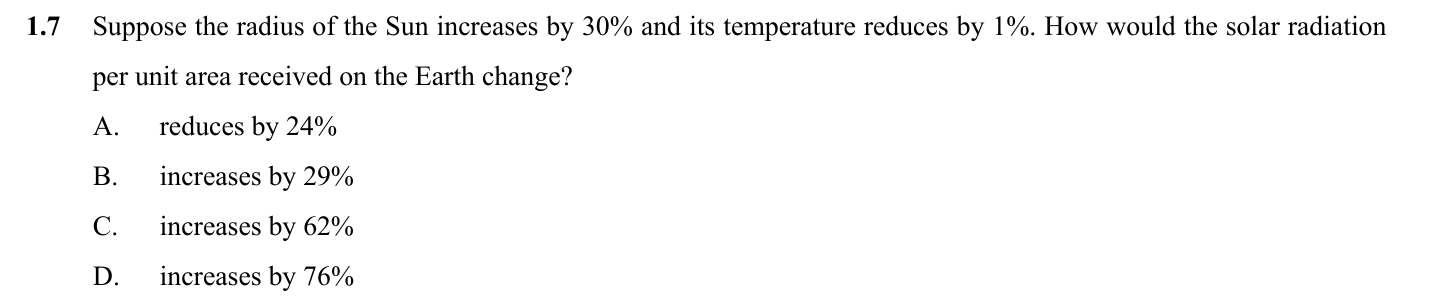 1.7 Suppose the radius of the Sun increases by 30% and its temperature reduces by 1%. How would the solar radiation
per unit area received on the Earth change?
A. reduces by 24%
B. increases by 29%
C. increases by 62%
D. increases by 76%